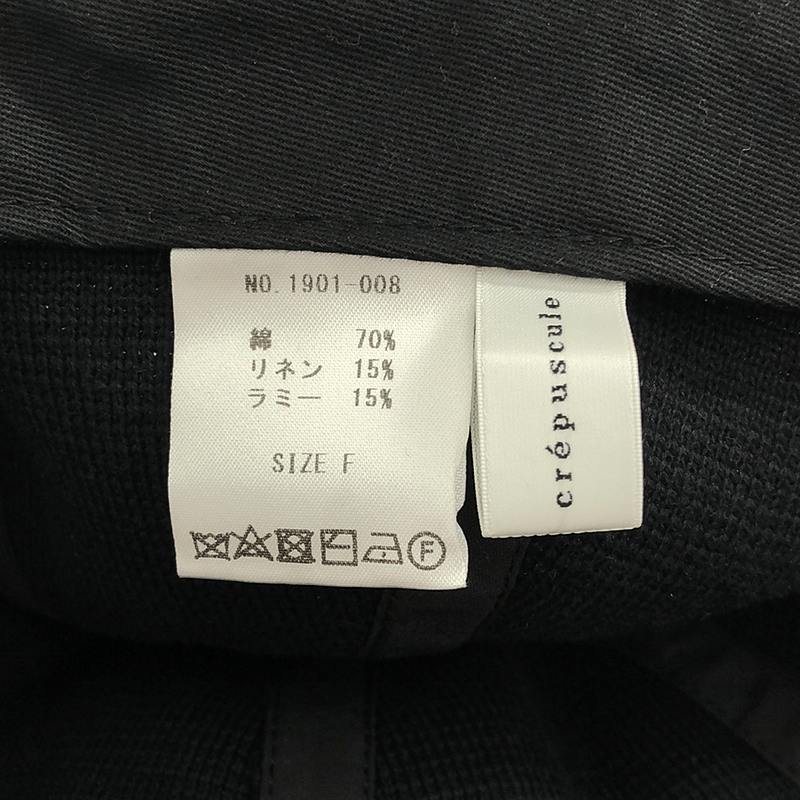 NO. 1901-008
綿 70%
リネン 15%
ラミー 15%
SIZE F
F
crépuscule